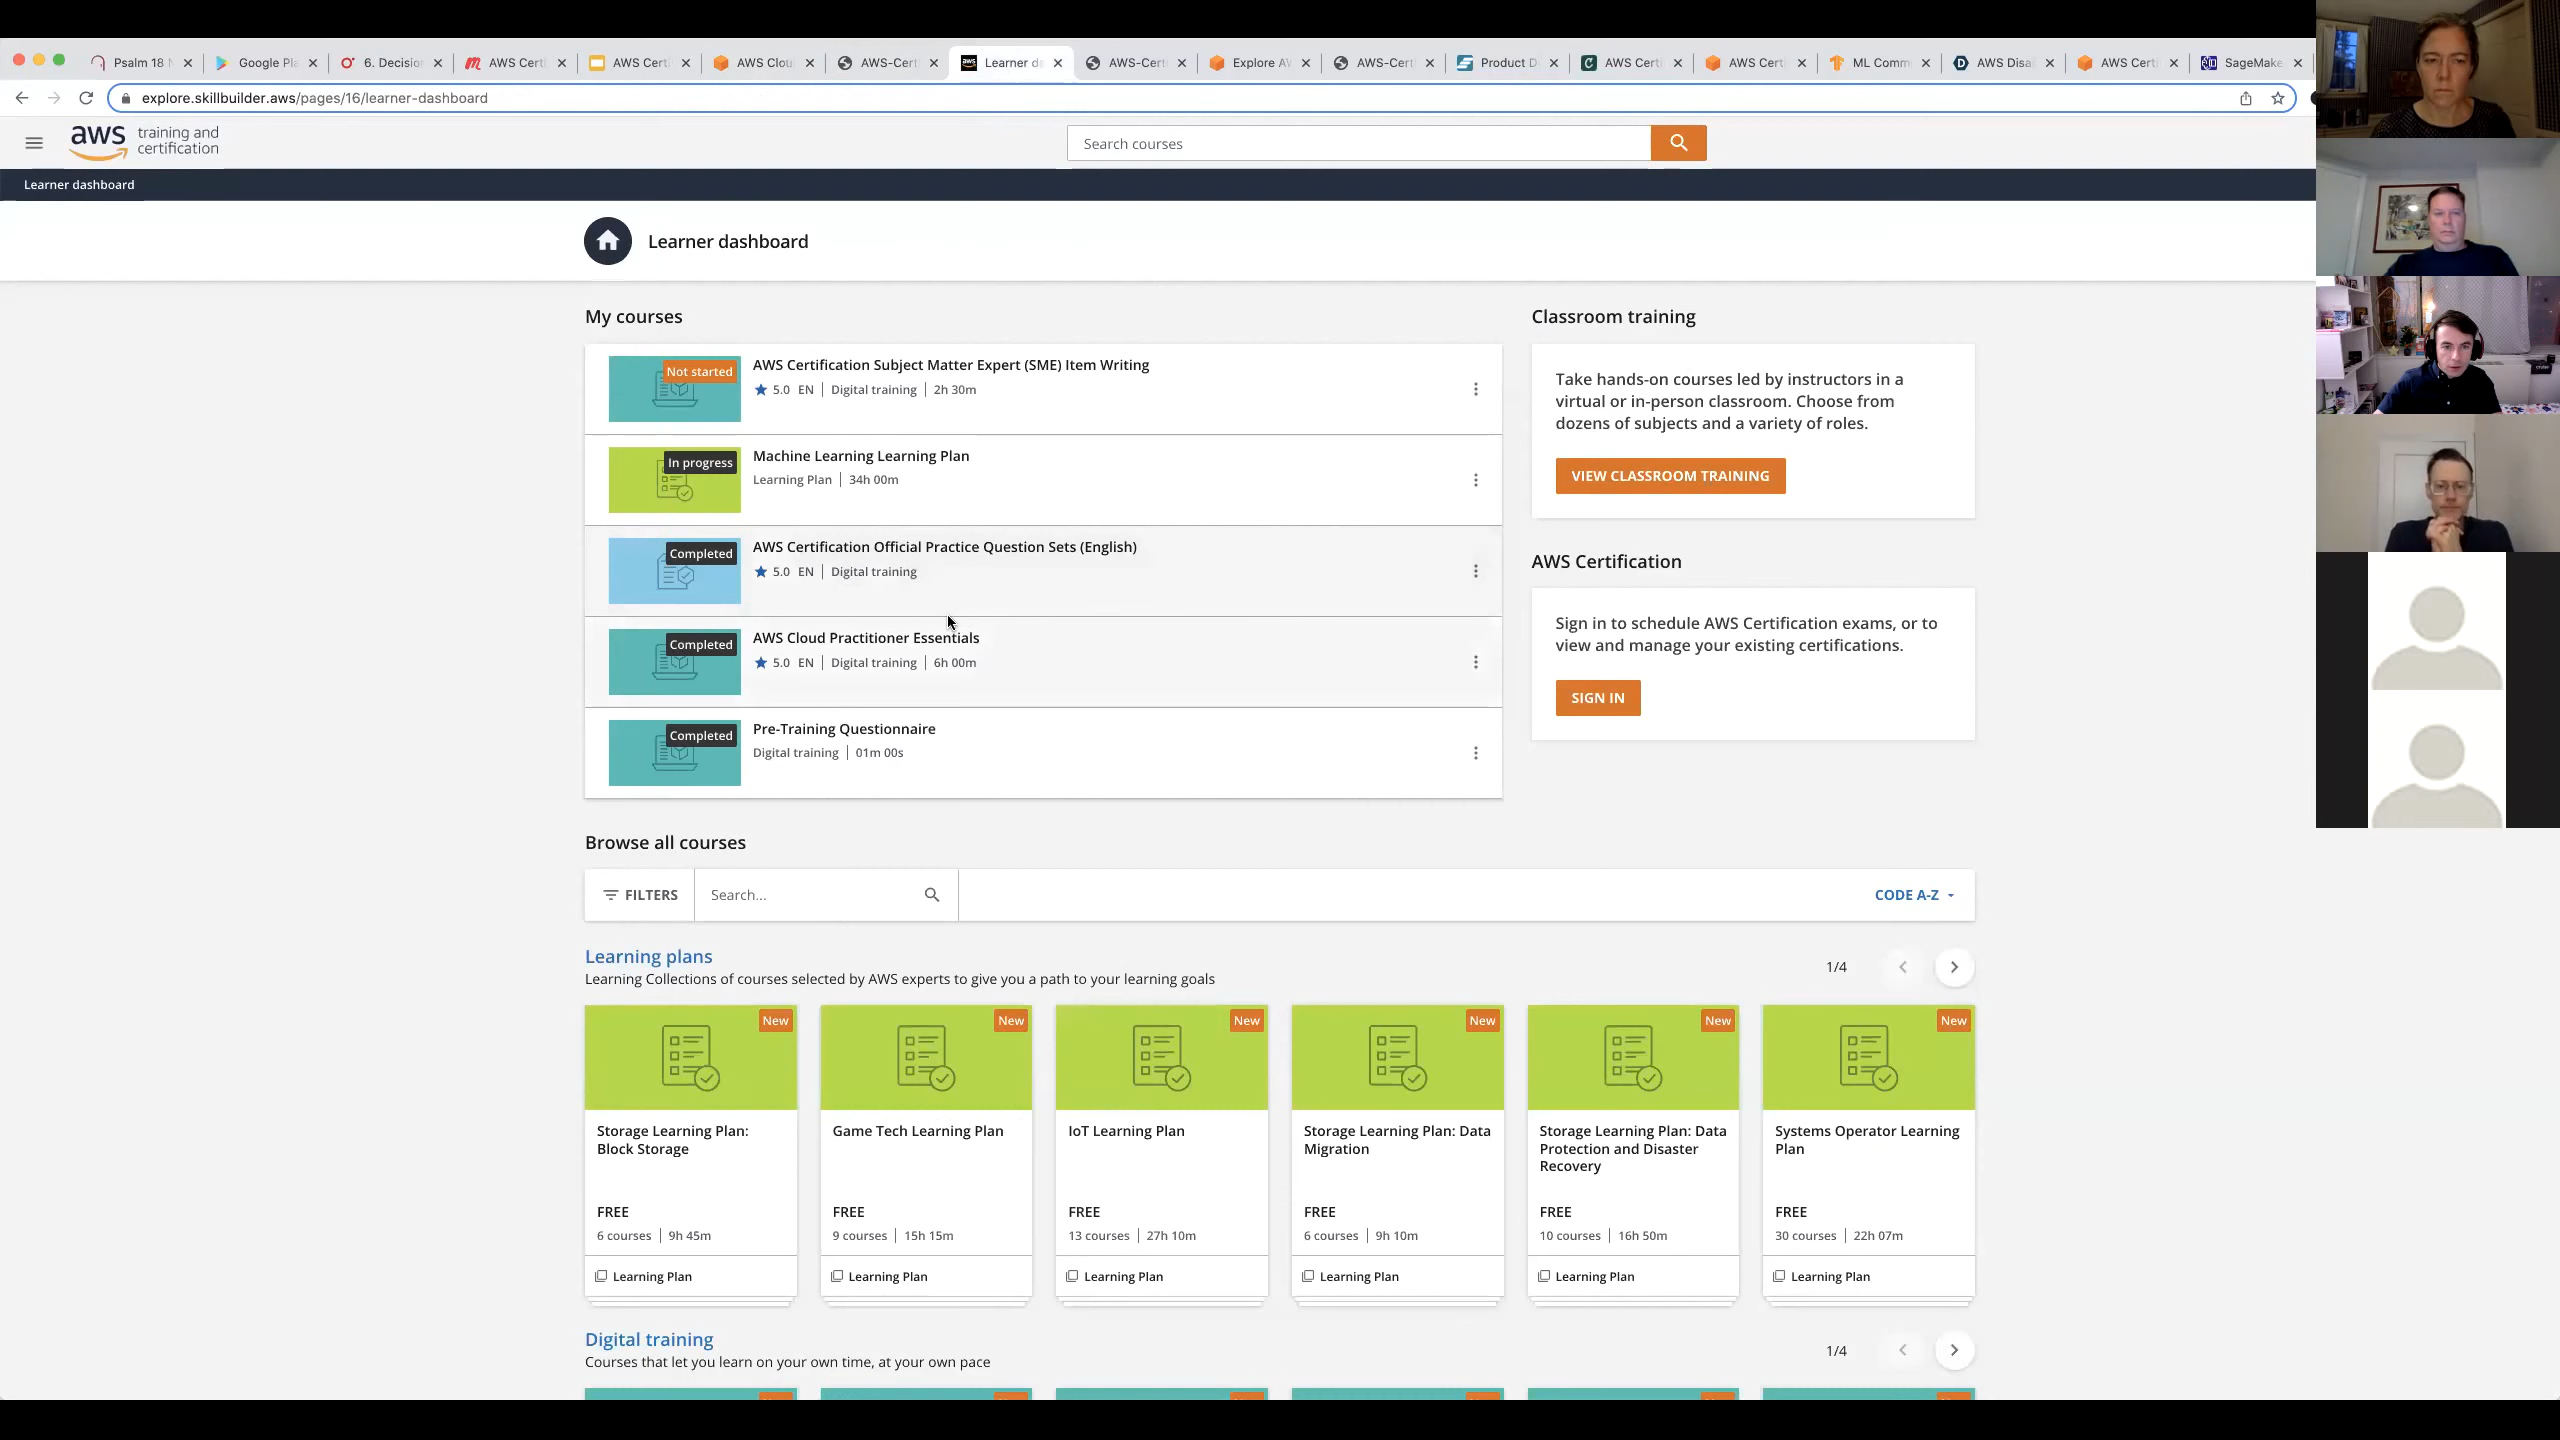 Psalm 18
Google Pla
6. Decision
AWS Certi
AWS Certi
AWS Clou
AWS-Cert
Learner d
AWS-Cert
Explore AW
AWS-Cert
Product D
AWS Certi
AWS Certi
ML Comm
AWS Disa
AWS Certi
SageMake
explore.skillbuilder.aws/pages/16/learner-dashboard
aws training and certification
Search courses
Learner dashboard
Learner dashboard
My courses
Not started
AWS Certification Subject Matter Expert (SME) Item Writing
5.0 EN | Digital training | 2h 30m
In progress
Machine Learning Learning Plan
Learning Plan | 34h 00m
Completed
AWS Certification Official Practice Question Sets (English)
5.0 EN | Digital training
Completed
AWS Cloud Practitioner Essentials
5.0 EN | Digital training | 6h 00m
Completed
Pre-Training Questionnaire
Digital training | 01m 00s
Classroom training
Take hands-on courses led by instructors in a
virtual or in-person classroom. Choose from
dozens of subjects and a variety of roles.
VIEW CLASSROOM TRAINING
AWS Certification
Sign in to schedule AWS Certification exams, or to
view and manage your existing certifications.
SIGN IN
Browse all courses
FILTERS
Search...
CODE A-Z
Learning plans
Learning Collections of courses selected by AWS experts to give you a path to your learning goals
1/4
New
Storage Learning Plan:
Block Storage
FREE
6 courses | 9h 45m
Learning Plan
New
Game Tech Learning Plan
FREE
9 courses | 15h 15m
Learning Plan
New
IoT Learning Plan
FREE
13 courses | 27h 10m
Learning Plan
New
Storage Learning Plan: Data
Migration
FREE
6 courses | 9h 10m
Learning Plan
New
Storage Learning Plan: Data
Protection and Disaster
Recovery
FREE
10 courses | 16h 50m
Learning Plan
New
Systems Operator Learning
Plan
FREE
30 courses | 22h 07m
Learning Plan
Digital training
Courses that let you learn on your own time, at your own pace
1/4